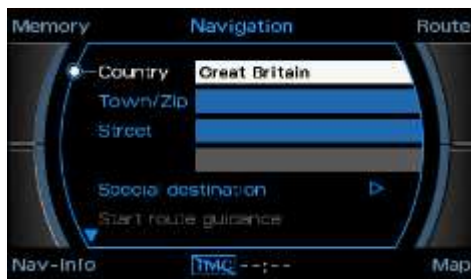 Memory Navigation Route
Country Great Britain
Town/Zip
Street
Special destination
Start route guidance
Nav-Info TMC --:-- Map